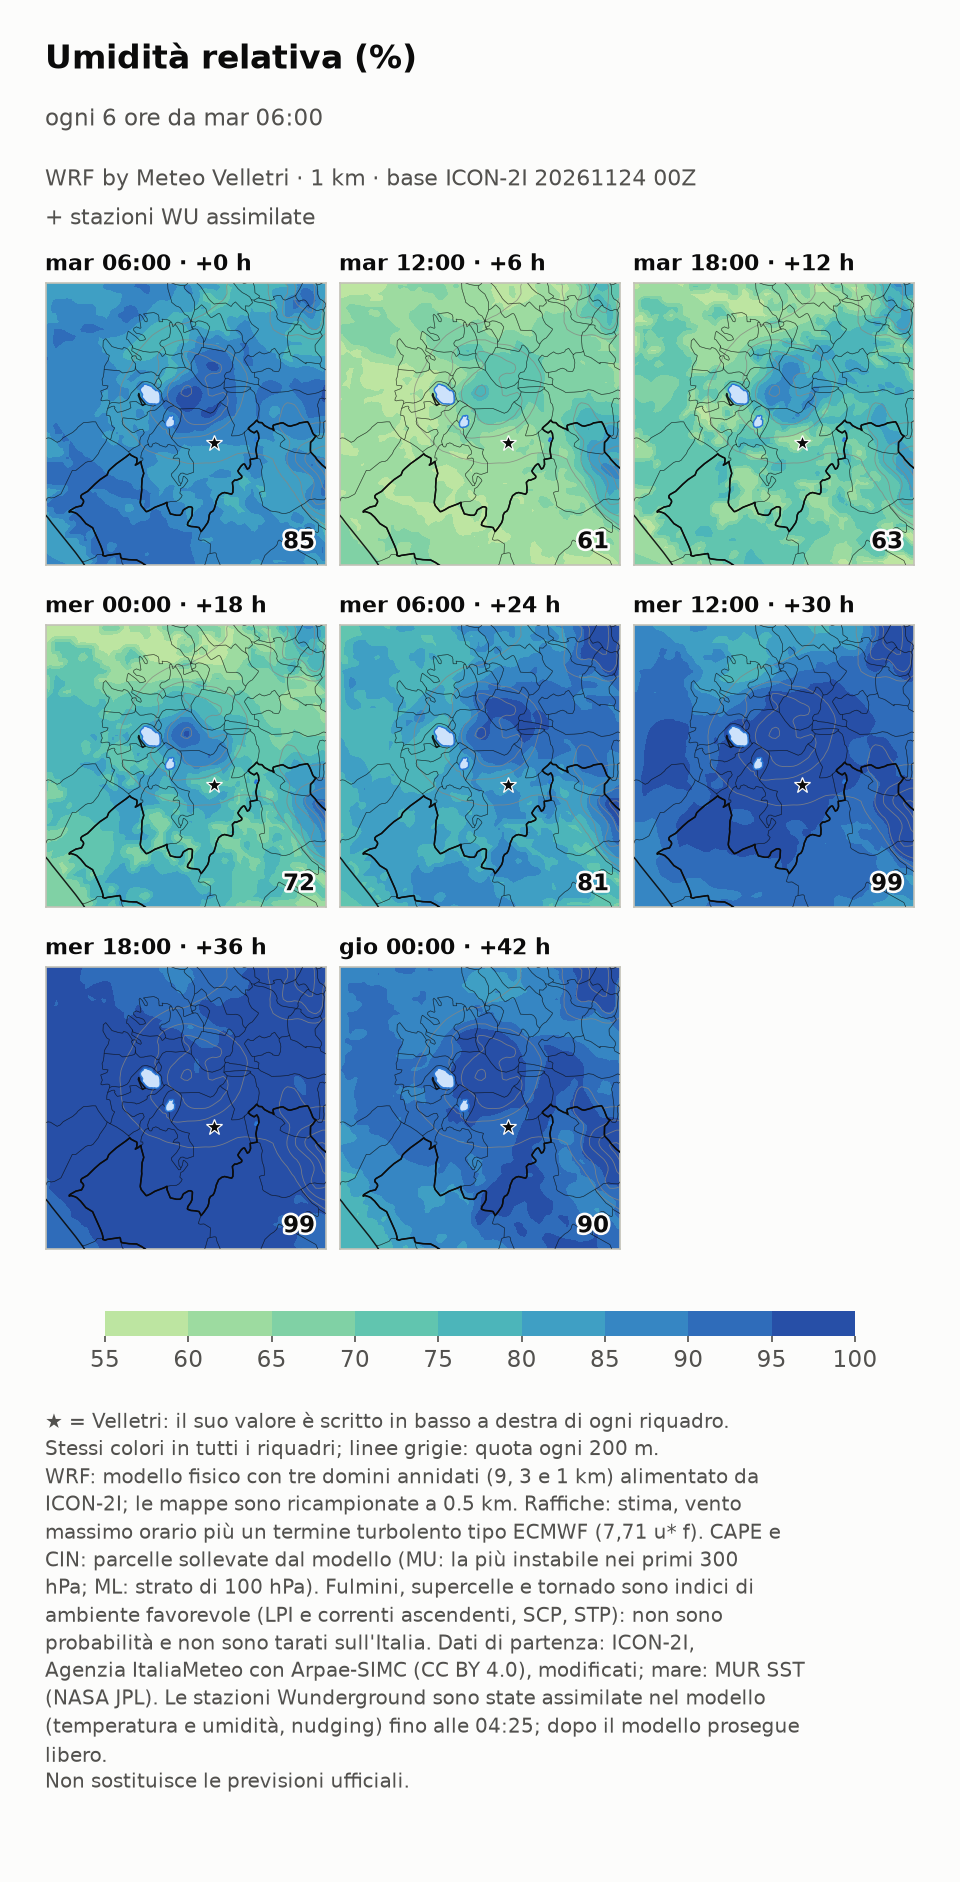 Umidità relativa (%)
ogni 6 ore da mar 06:00
WRF by Meteo Velletri · 1 km · base ICON-2I 20261124 00Z
+ stazioni WU assimilate
mar 06:00 · +0 h
mar 12:00 · +6 h
mar 18:00 · +12 h
85
61
63
mer 00:00 · +18 h
mer 06:00 · +24 h
mer 12:00 · +30 h
72
81
99
mer 18:00 · +36 h
gio 00:00 · +42 h
99
90
55 60 65 70 75 80 85 90 95 100
★ = Velletri: il suo valore è scritto in basso a destra di ogni riquadro.
Stessi colori in tutti i riquadri; linee grigie: quota ogni 200 m.
WRF: modello fisico con tre domini annidati (9, 3 e 1 km) alimentato da
ICON-2I; le mappe sono ricampionate a 0.5 km. Raffiche: stima, vento
massimo orario più un termine turbolento tipo ECMWF (7,71 u* f). CAPE e
CIN: parcelle sollevate dal modello (MU: la più instabile nei primi 300
hPa; ML: strato di 100 hPa). Fulmini, supercelle e tornado sono indici di
ambiente favorevole (LPI e correnti ascendenti, SCP, STP): non sono
probabilità e non sono tarati sull'Italia. Dati di partenza: ICON-2I,
Agenzia ItaliaMeteo con Arpae-SIMC (CC BY 4.0), modificati; mare: MUR SST
(NASA JPL). Le stazioni Wunderground sono state assimilate nel modello
(temperatura e umidità, nudging) fino alle 04:25; dopo il modello prosegue
libero.
Non sostituisce le previsioni ufficiali.